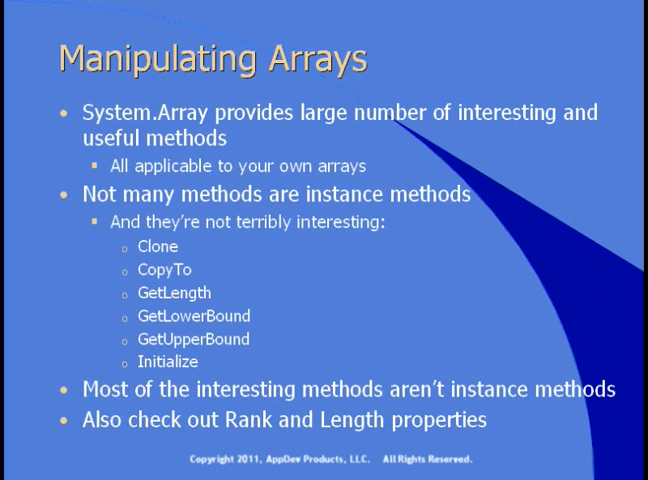 Manipulating Arrays
• System.Array provides large number of interesting and
useful methods
▪ All applicable to your own arrays
• Not many methods are instance methods
▪ And they're not terribly interesting:
o Clone
o CopyTo
o GetLength
o GetLowerBound
o GetUpperBound
o Initialize
• Most of the interesting methods aren't instance methods
• Also check out Rank and Length properties
Copyright 2011, AppDev Products, LLC. All Rights Reserved.